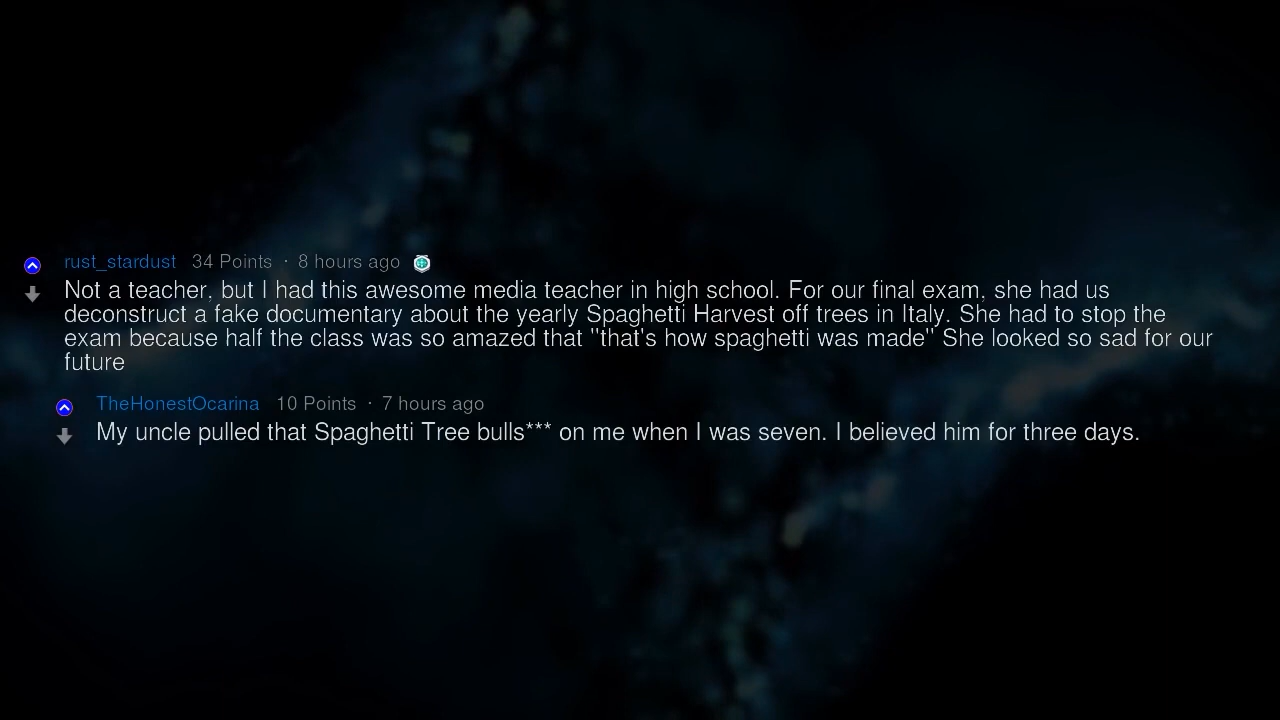 rust_stardust 34 Points · 8 hours ago
Not a teacher, but I had this awesome media teacher in high school. For our final exam, she had us
deconstruct a fake documentary about the yearly Spaghetti Harvest off trees in Italy. She had to stop the
exam because half the class was so amazed that "that's how spaghetti was made" She looked so sad for our
future
TheHonestOcarina 10 Points · 7 hours ago
My uncle pulled that Spaghetti Tree bulls*** on me when I was seven. I believed him for three days.